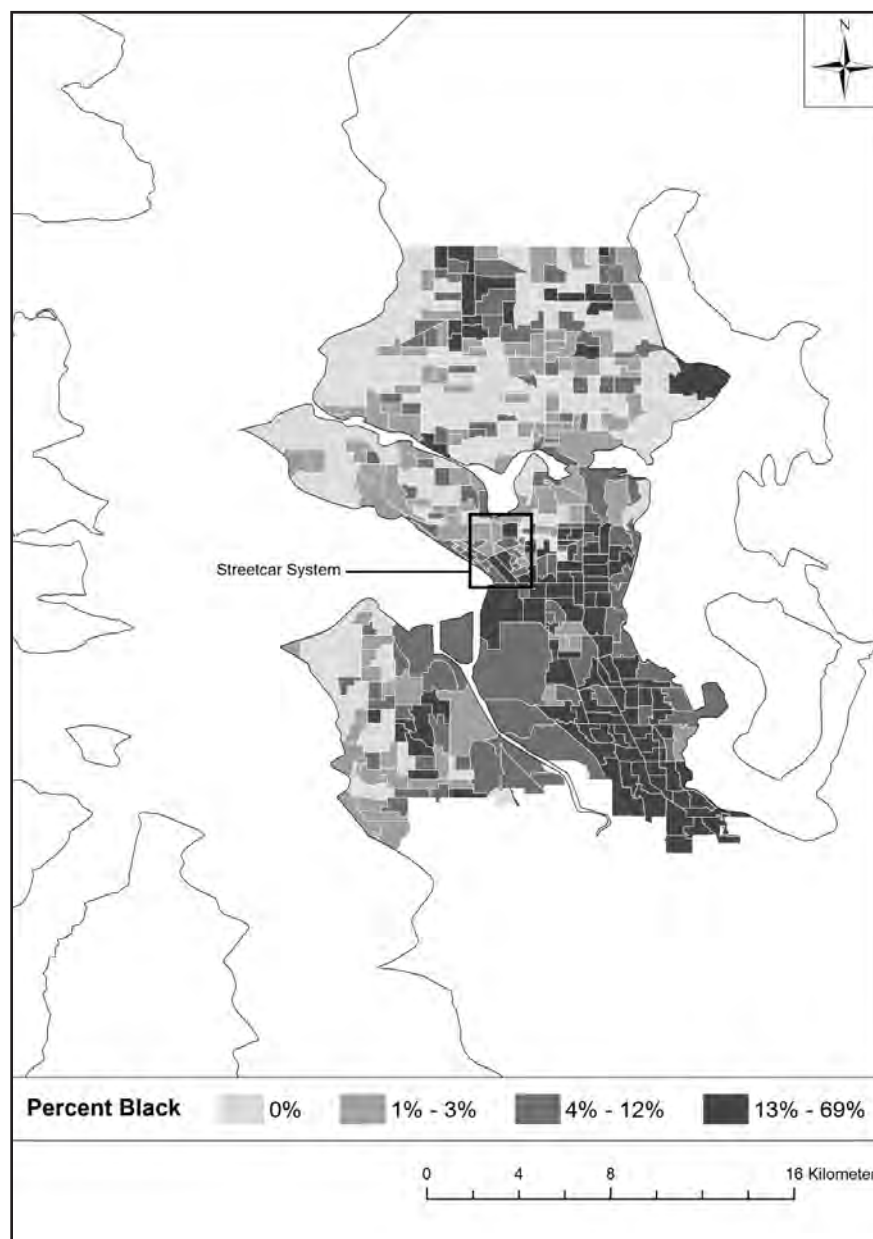 N
Streetcar System
Percent Black 0% 1% - 3% 4% - 12% 13% - 69%
0 4 8 16 Kilometer